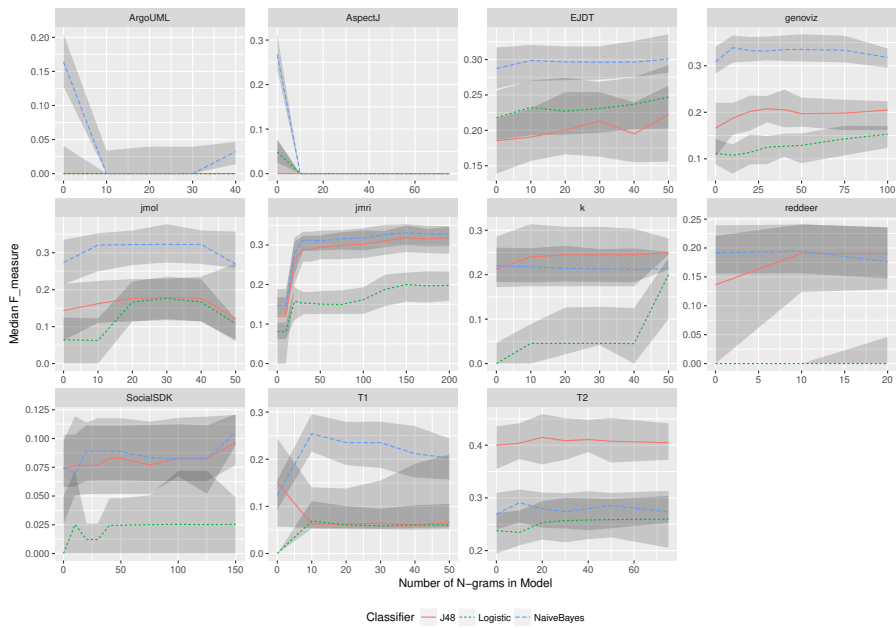 ArgoUML AspectJ EJDT genoviz
0.20 0.15 0.10 0.05 0.00
0 10 20 30 40
0.3 0.2 0.1 0.0
0 20 40 60
0.30 0.25 0.20 0.15
0 10 20 30 40 50
0.3 0.2 0.1
0 25 50 75 100
jmol jmri k reddeer
0.4 0.3 0.2 0.1 0.0
0 10 20 30 40 50
0.3 0.2 0.1 0.0
0 50 100 150 200
0.3 0.2 0.1 0.0
0 10 20 30 40 50
0.25 0.20 0.15 0.10 0.05 0.00
0 5 10 15 20
Median F_measure
SocialSDK T1 T2
0.125 0.100 0.075 0.050 0.025 0.000
0 50 100 150
0.3 0.2 0.1 0.0
0 10 20 30 40 50
0.4 0.3 0.2
0 20 40 60
Number of N-grams in Model
Classifier J48 Logistic NaiveBayes